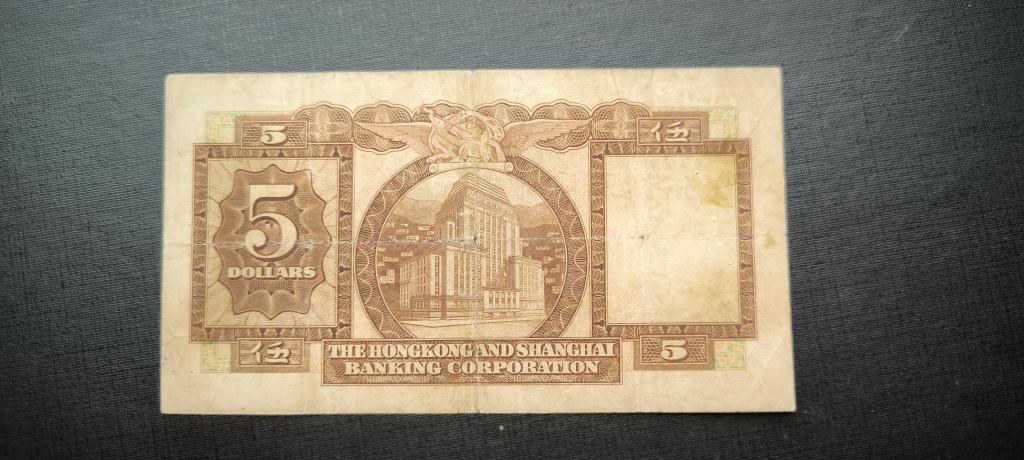 5
伍
5
DOLLARS
THE HONGKONG AND SHANGHAI
BANKING CORPORATION
伍
5